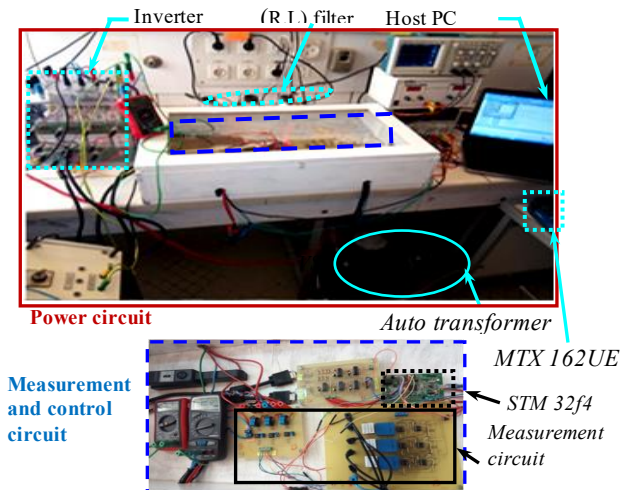 Inverter
(R.L) filter
Host PC
Power circuit
Auto transformer
MTX 162UE
Measurement
and control
circuit
STM 32f4
Measurement
circuit